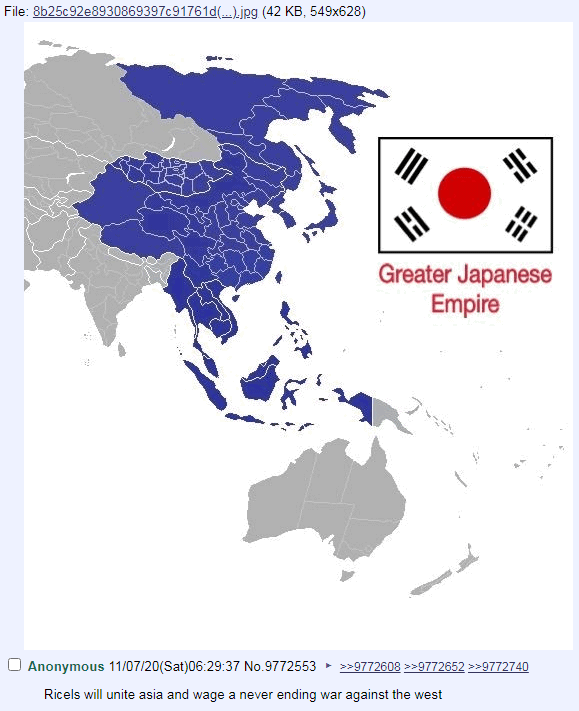 File: 8b25c92e8930869397c91761d(...).jpg (42 KB, 549x628)
Greater Japanese
Empire
Anonymous 11/07/20(Sat)06:29:37 No.9772553 ▸ >>9772608 >>9772652 >>9772740
Ricels will unite asia and wage a never ending war against the west